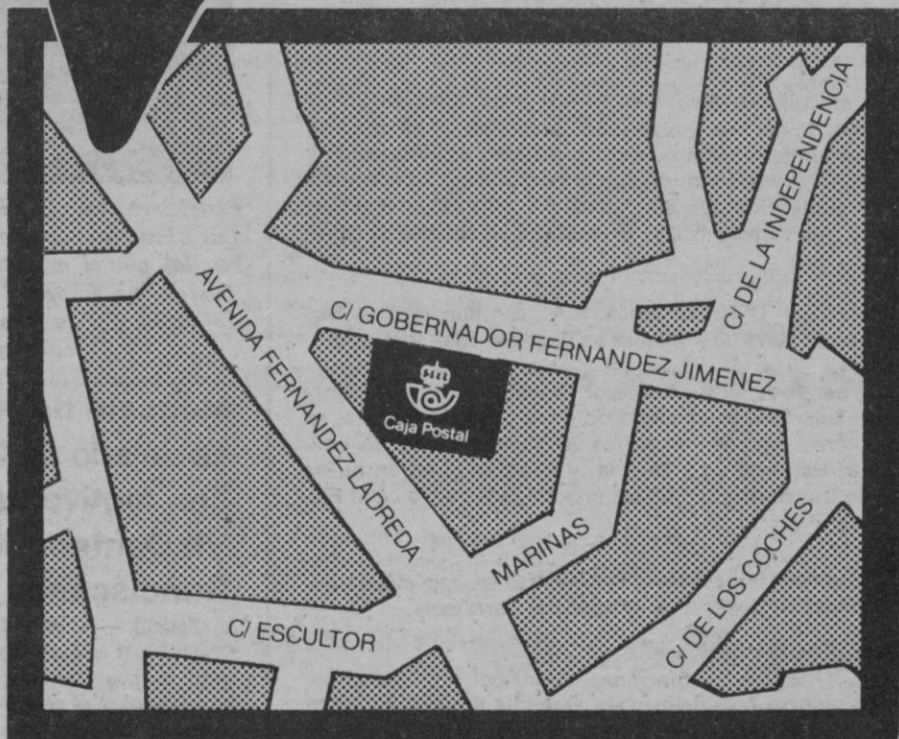 C/ DE LA INDEPENDENCIA
AVENIDA FERNANDEZ LADREDA
C/ GOBERNADOR FERNANDEZ JIMENEZ
Caja Postal
C/ ESCULTOR
MARINAS
C/ DE LOS COCHES